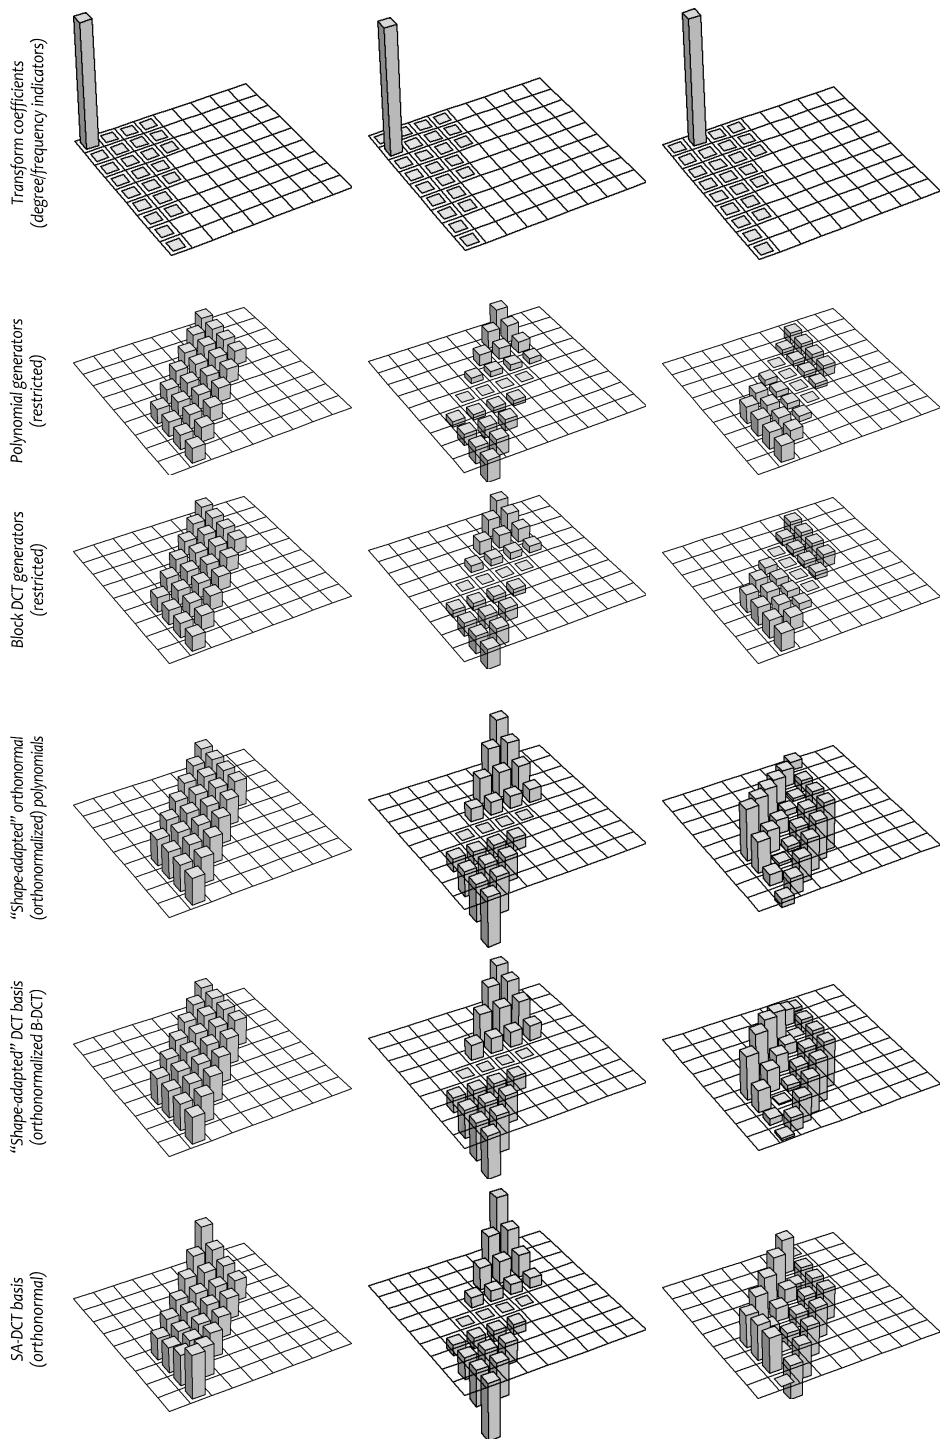 Transform coefficients
(degree/frequency indicators)
Polynomial generators
(restricted)
Block DCT generators
(restricted)
“Shape-adapted” orthonormal
(orthonormalized) polynomials
“Shape-adapted” DCT basis
(orthonormalized B-DCT)
SA-DCT basis
(orthonormal)